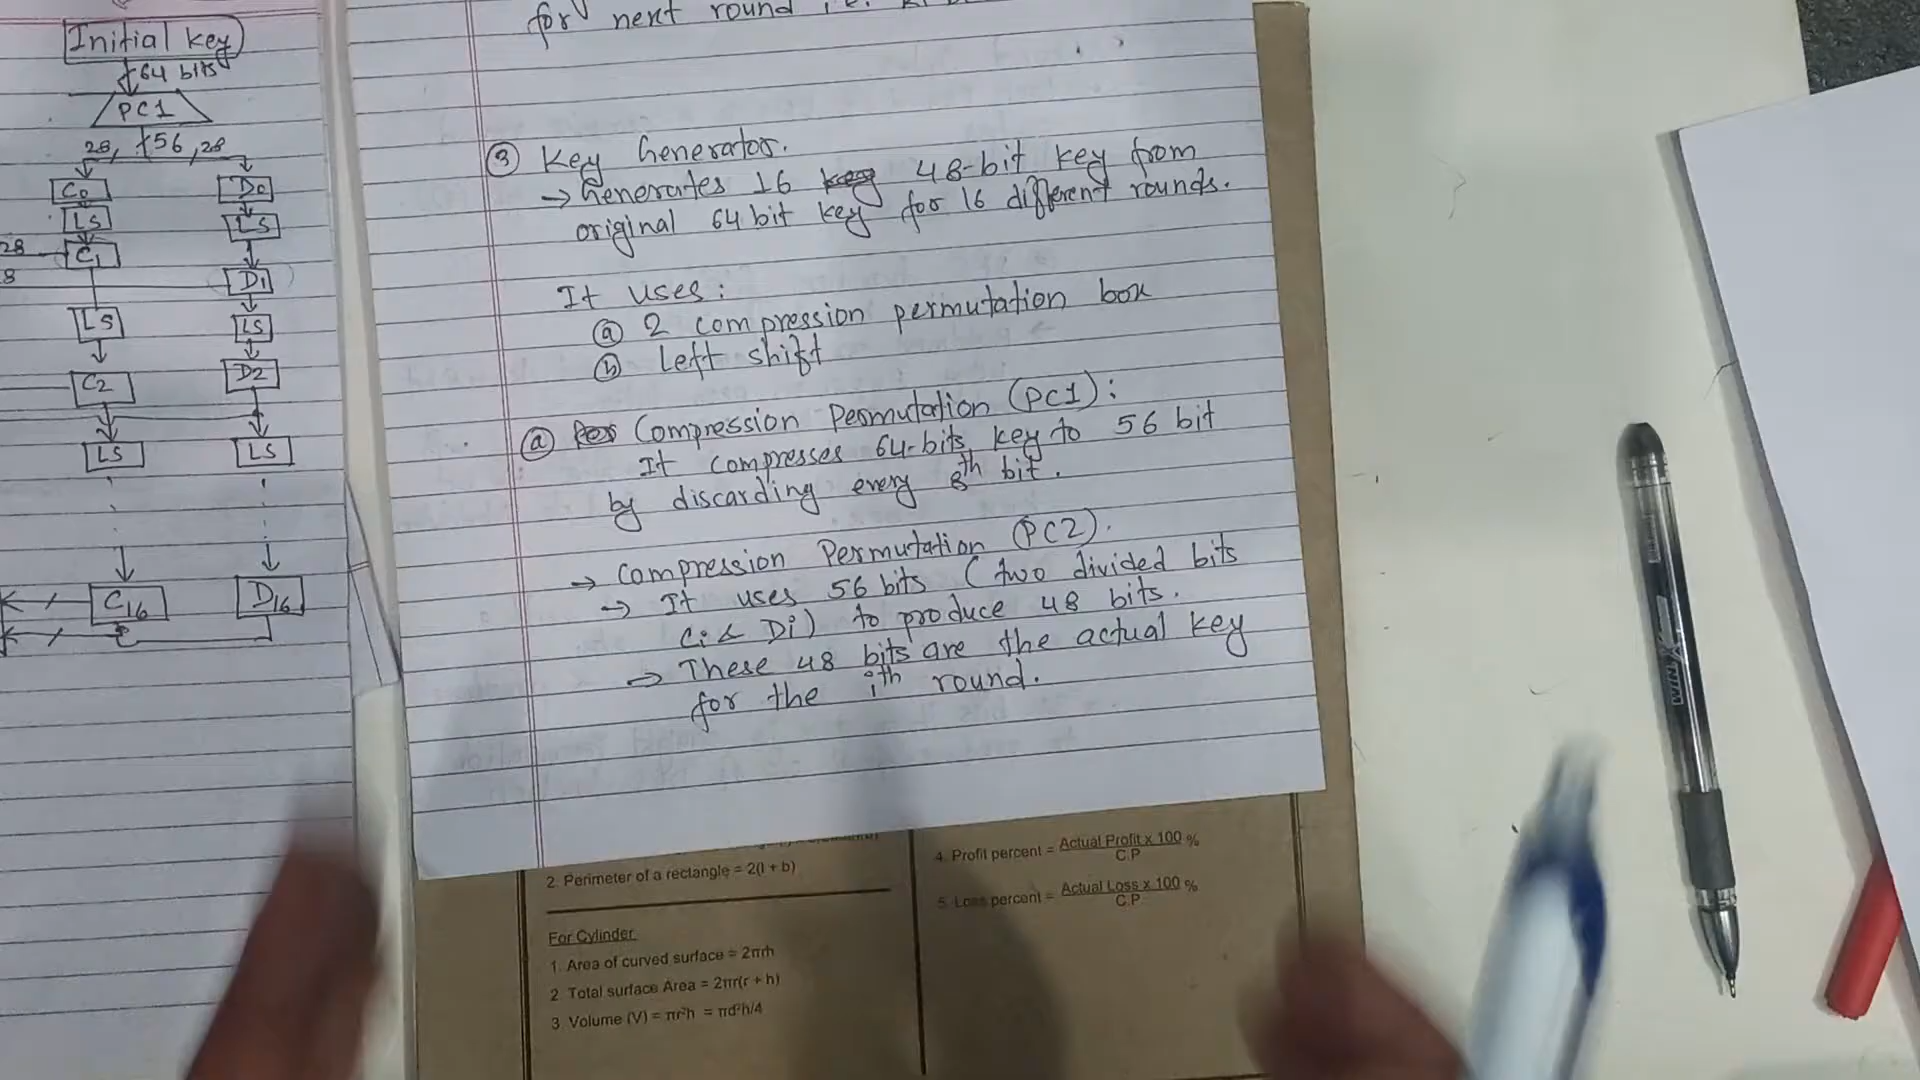 Initial key
64 bits
PC1
28, 56, 28
C0 D0
LS LS
28 C1
8 D1
LS LS
C2 D2
LS LS
C16 D16
for next round i.e.
③ Key Generator.
→ Generates 16 key 48-bit key from
original 64 bit key for 16 different rounds.
It uses:
ⓐ 2 compression permutation box
ⓑ Left shift
ⓐ Compression Permutation (PC1):
It compresses 64-bits key to 56 bit
by discarding every 8th bit.
→ Compression Permutation (PC2).
→ It uses 56 bits (two divided bits
Ci & Di) to produce 48 bits.
→ These 48 bits are the actual key
for the ith round.
2. Perimeter of a rectangle = 2(l + b)
For Cylinder
1. Area of curved surface = 2πrh
2. Total surface Area = 2πr(r + h)
3. Volume (V) = πr²h = πd²h/4
4. Profit percent = Actual Profit x 100 %
C.P
5. Loss percent = Actual Loss x 100 %
C.P
WIN